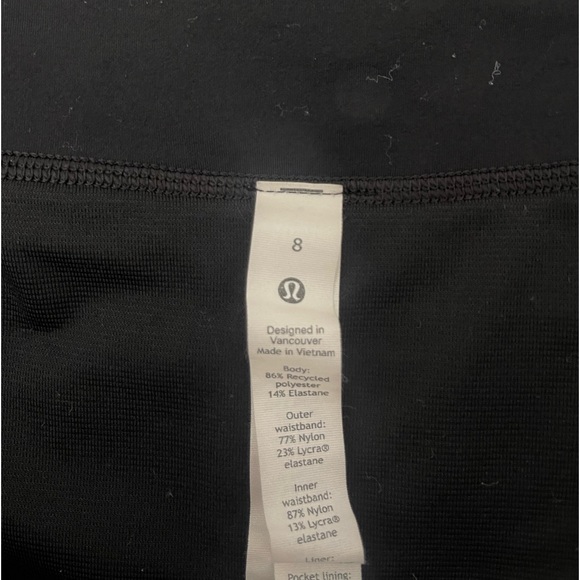 8
Designed in
Vancouver
Made in Vietnam
Body:
86% Recycled
polyester
14% Elastane
Outer
waistband:
77% Nylon
23% Lycra®
elastane
Inner
waistband:
87% Nylon
13% Lycra®
elastane
Liner:
Pocket lining: